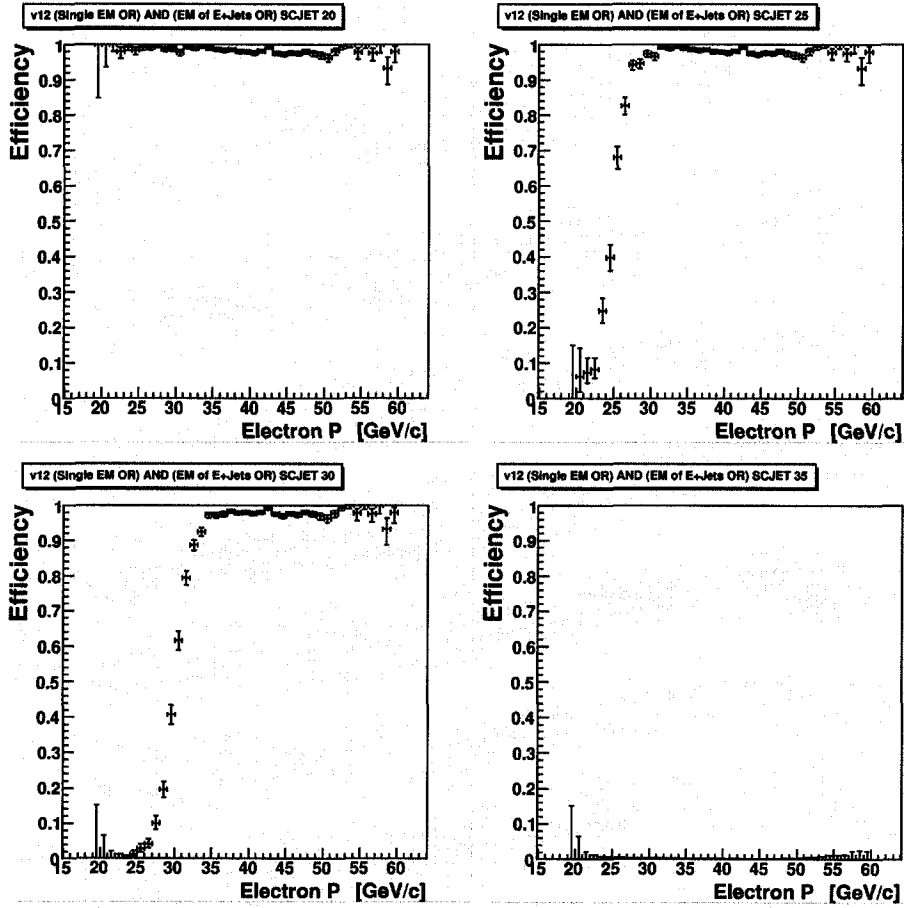 v12 (Single EM OR) AND (EM of E+Jets OR) SCJET 20
Efficiency
1
0.9
0.8
0.7
0.6
0.5
0.4
0.3
0.2
0.1
0
15 20 25 30 35 40 45 50 55 60
Electron P [GeV/c]
v12 (Single EM OR) AND (EM of E+Jets OR) SCJET 25
Efficiency
1
0.9
0.8
0.7
0.6
0.5
0.4
0.3
0.2
0.1
0
15 20 25 30 35 40 45 50 55 60
Electron P [GeV/c]
v12 (Single EM OR) AND (EM of E+Jets OR) SCJET 30
Efficiency
1
0.9
0.8
0.7
0.6
0.5
0.4
0.3
0.2
0.1
0
15 20 25 30 35 40 45 50 55 60
Electron P [GeV/c]
v12 (Single EM OR) AND (EM of E+Jets OR) SCJET 35
Efficiency
1
0.9
0.8
0.7
0.6
0.5
0.4
0.3
0.2
0.1
0
15 20 25 30 35 40 45 50 55 60
Electron P [GeV/c]